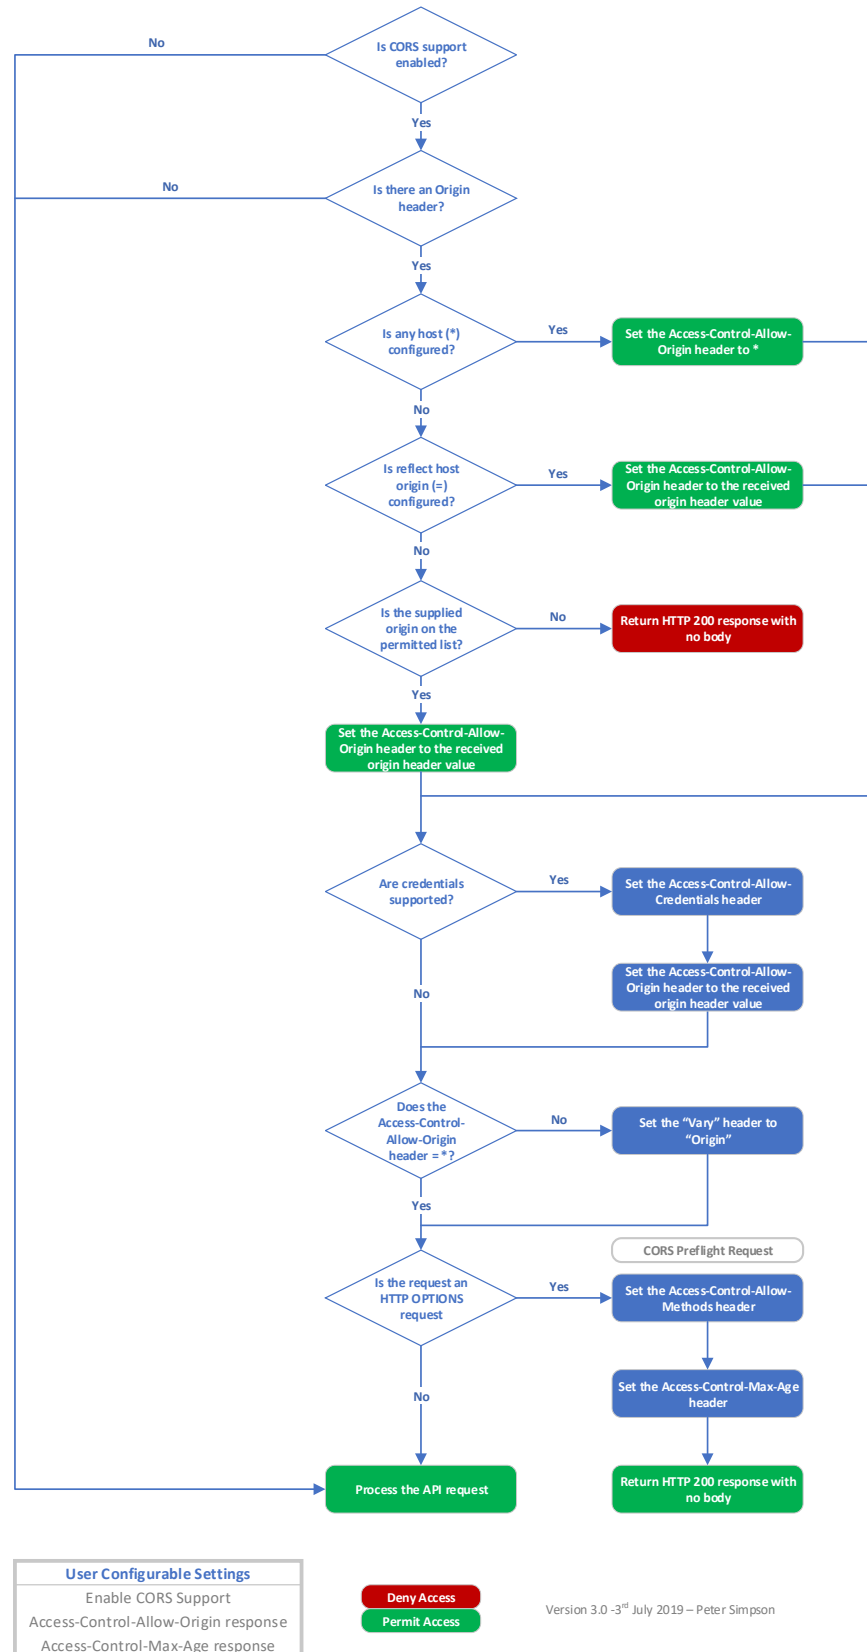 Is CORS support
enabled?
No
Yes
Is there an Origin
header?
No
Yes
Is any host (*)
configured?
Yes
Set the Access-Control-Allow-
Origin header to *
No
Is reflect host
origin (=)
configured?
Yes
Set the Access-Control-Allow-
Origin header to the received
origin header value
No
Is the supplied
origin on the
permitted list?
No
Return HTTP 200 response with
no body
Yes
Set the Access-Control-Allow-
Origin header to the received
origin header value
Are credentials
supported?
Yes
Set the Access-Control-Allow-
Credentials header
Set the Access-Control-Allow-
Origin header to the received
origin header value
No
Does the
Access-Control-
Allow-Origin
header = *?
No
Set the “Vary” header to
“Origin”
Yes
CORS Preflight Request
Is the request an
HTTP OPTIONS
request
Yes
Set the Access-Control-Allow-
Methods header
Set the Access-Control-Max-Age
header
No
Process the API request
Return HTTP 200 response with
no body
User Configurable Settings
Enable CORS Support
Access-Control-Allow-Origin response
Access-Control-Max-Age response
Deny Access
Permit Access
Version 3.0 -3rd July 2019 – Peter Simpson